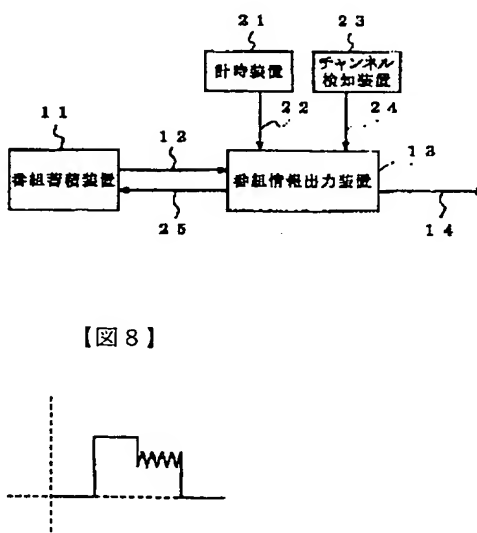 ２１
２３
計時装置
チャンネル
検知装置
２２
２４
１１
１２
１３
番組蓄積装置
番組情報出力装置
２５
１４
【図８】